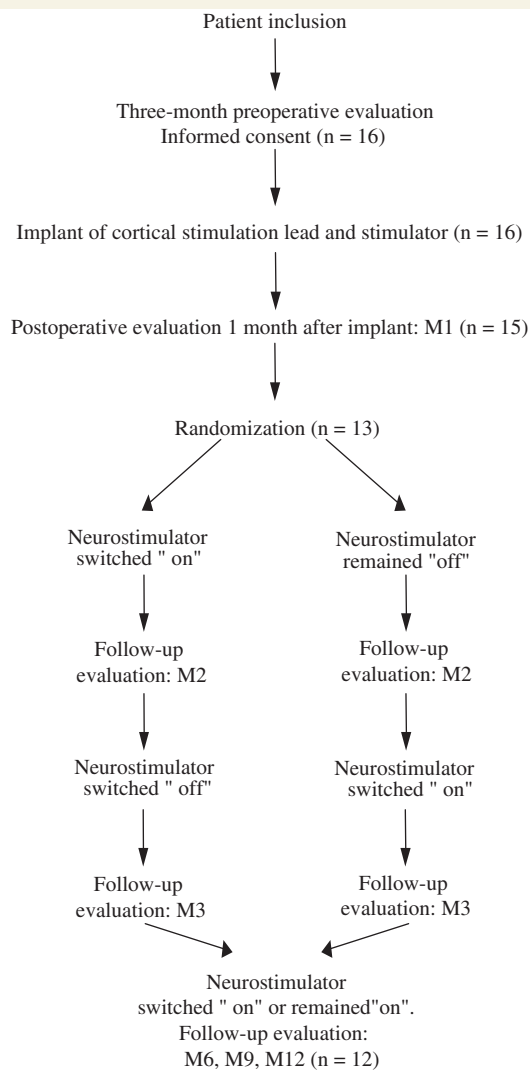 Patient inclusion
Three-month preoperative evaluation
Informed consent (n = 16)
Implant of cortical stimulation lead and stimulator (n = 16)
Postoperative evaluation 1 month after implant: M1 (n = 15)
Randomization (n = 13)
Neurostimulator
switched " on"
Neurostimulator
remained "off"
Follow-up
evaluation: M2
Follow-up
evaluation: M2
Neurostimulator
switched " off"
Neurostimulator
switched " on"
Follow-up
evaluation: M3
Follow-up
evaluation: M3
Neurostimulator
switched " on" or remained"on".
Follow-up evaluation:
M6, M9, M12 (n = 12)